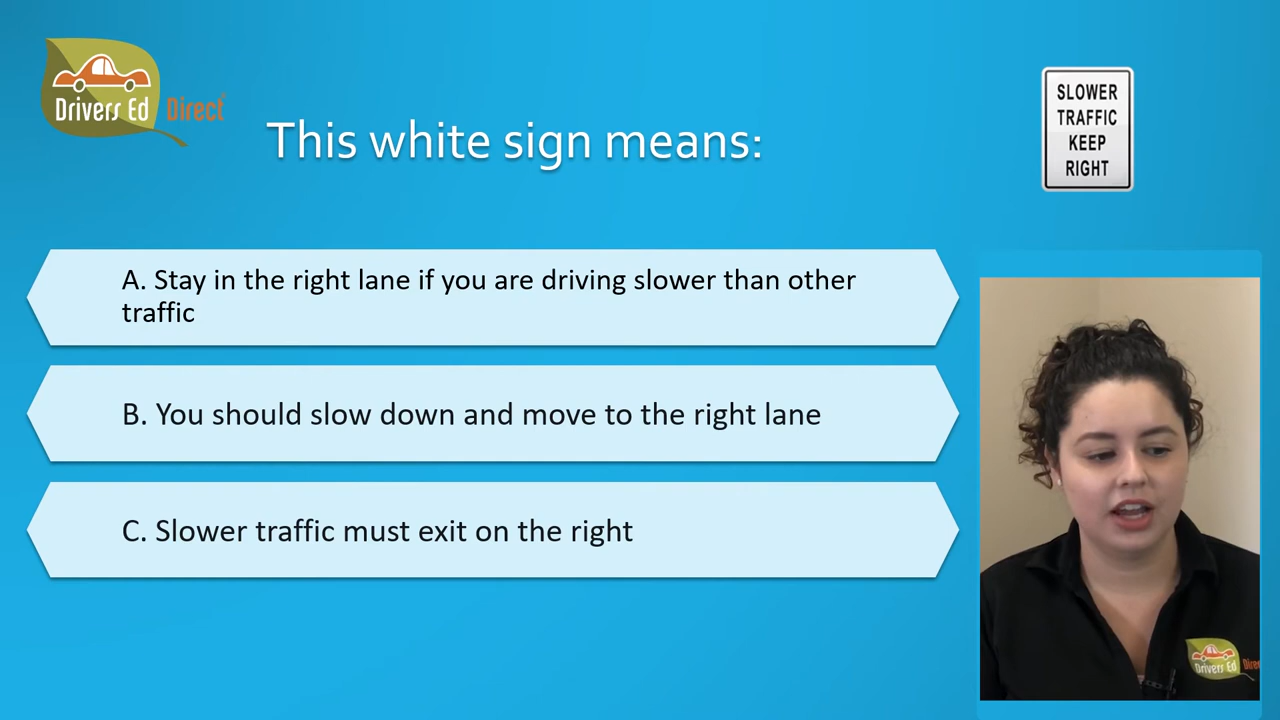 Drivers Ed Direct
This white sign means:
SLOWER
TRAFFIC
KEEP
RIGHT
A. Stay in the right lane if you are driving slower than other
traffic
B. You should slow down and move to the right lane
C. Slower traffic must exit on the right
Drivers Ed